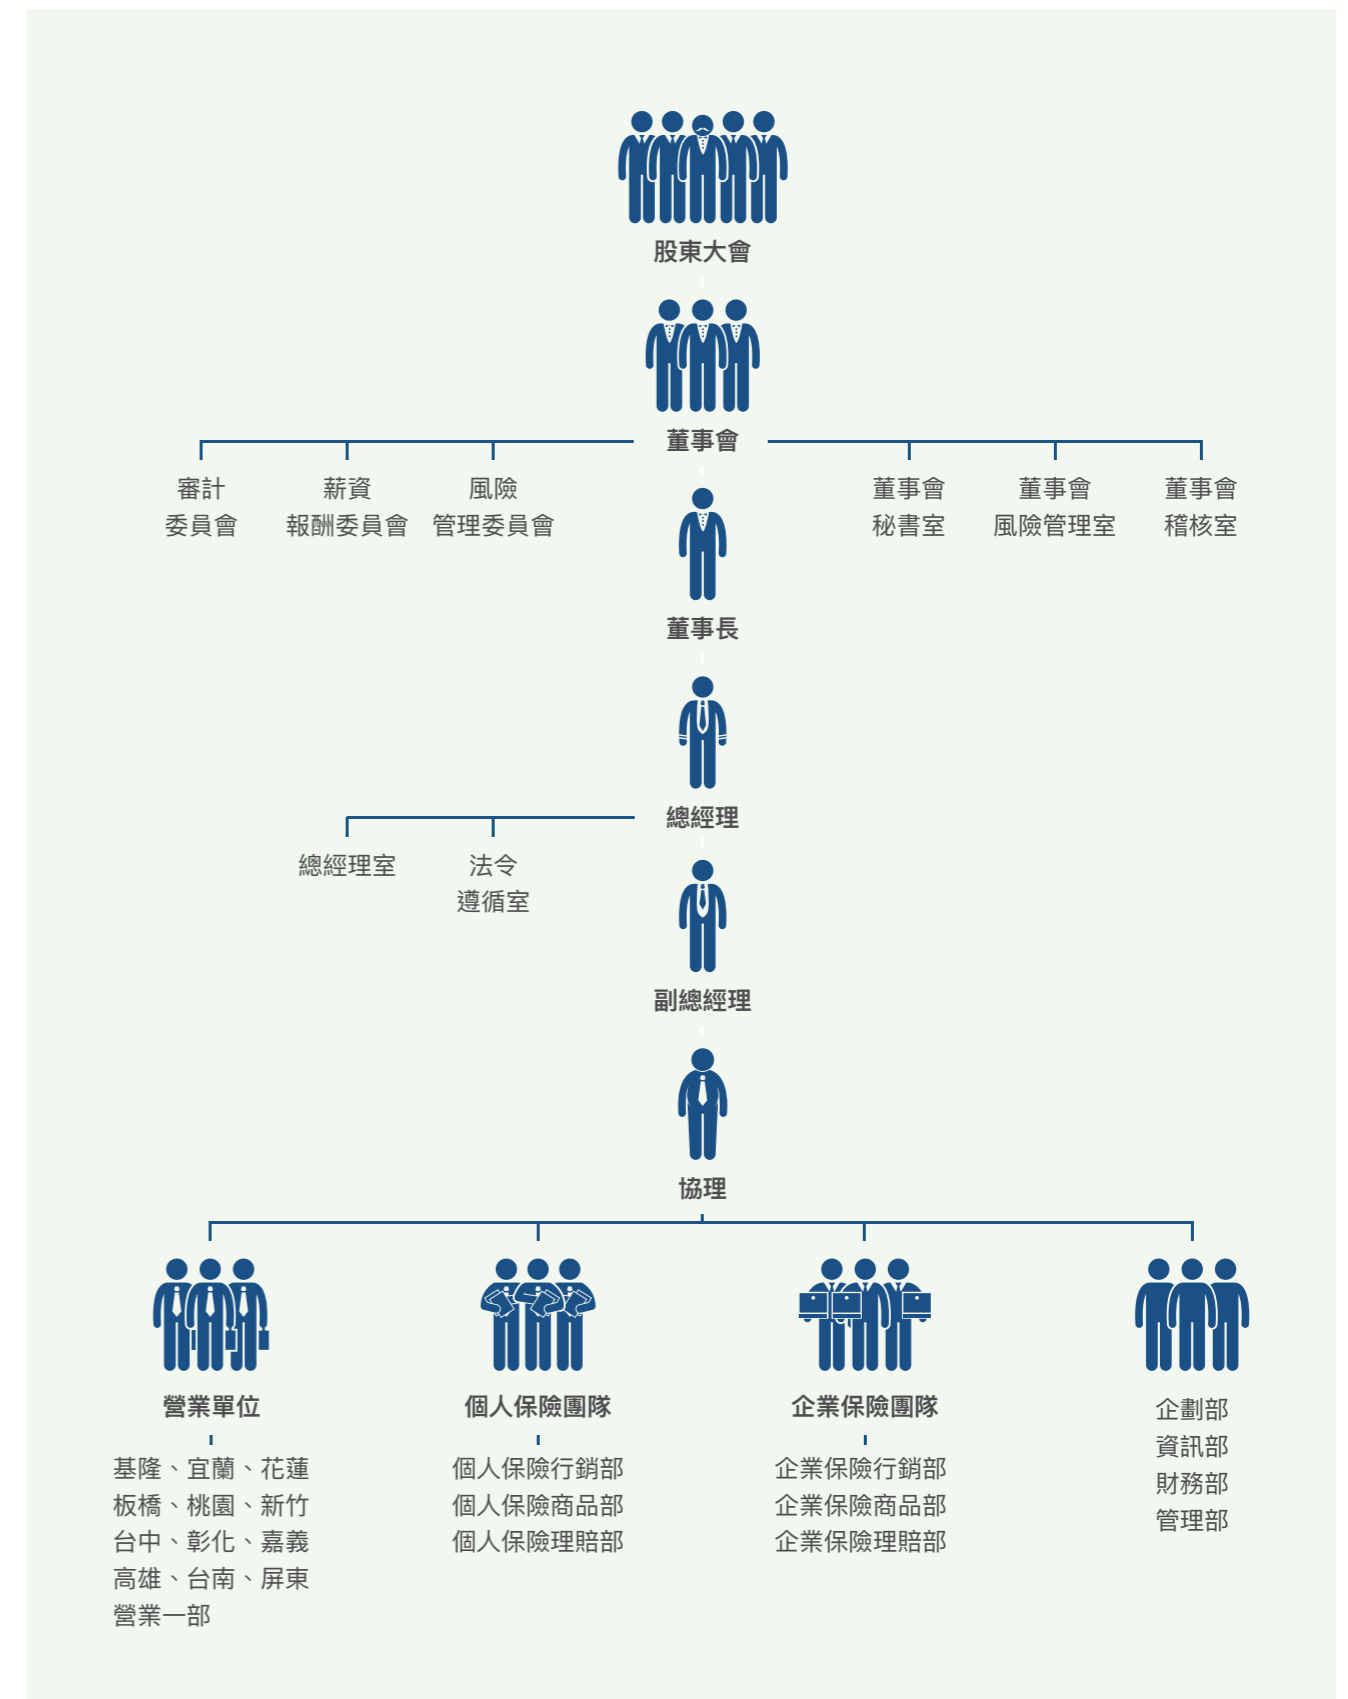 股東大會
董事會
審計
委員會
薪資
報酬委員會
風險
管理委員會
董事會
秘書室
董事會
風險管理室
董事會
稽核室
董事長
總經理
總經理室
法令
遵循室
副總經理
協理
營業單位
基隆、宜蘭、花蓮
板橋、桃園、新竹
台中、彰化、嘉義
高雄、台南、屏東
營業一部
個人保險團隊
個人保險行銷部
個人保險商品部
個人保險理賠部
企業保險團隊
企業保險行銷部
企業保險商品部
企業保險理賠部
企劃部
資訊部
財務部
管理部